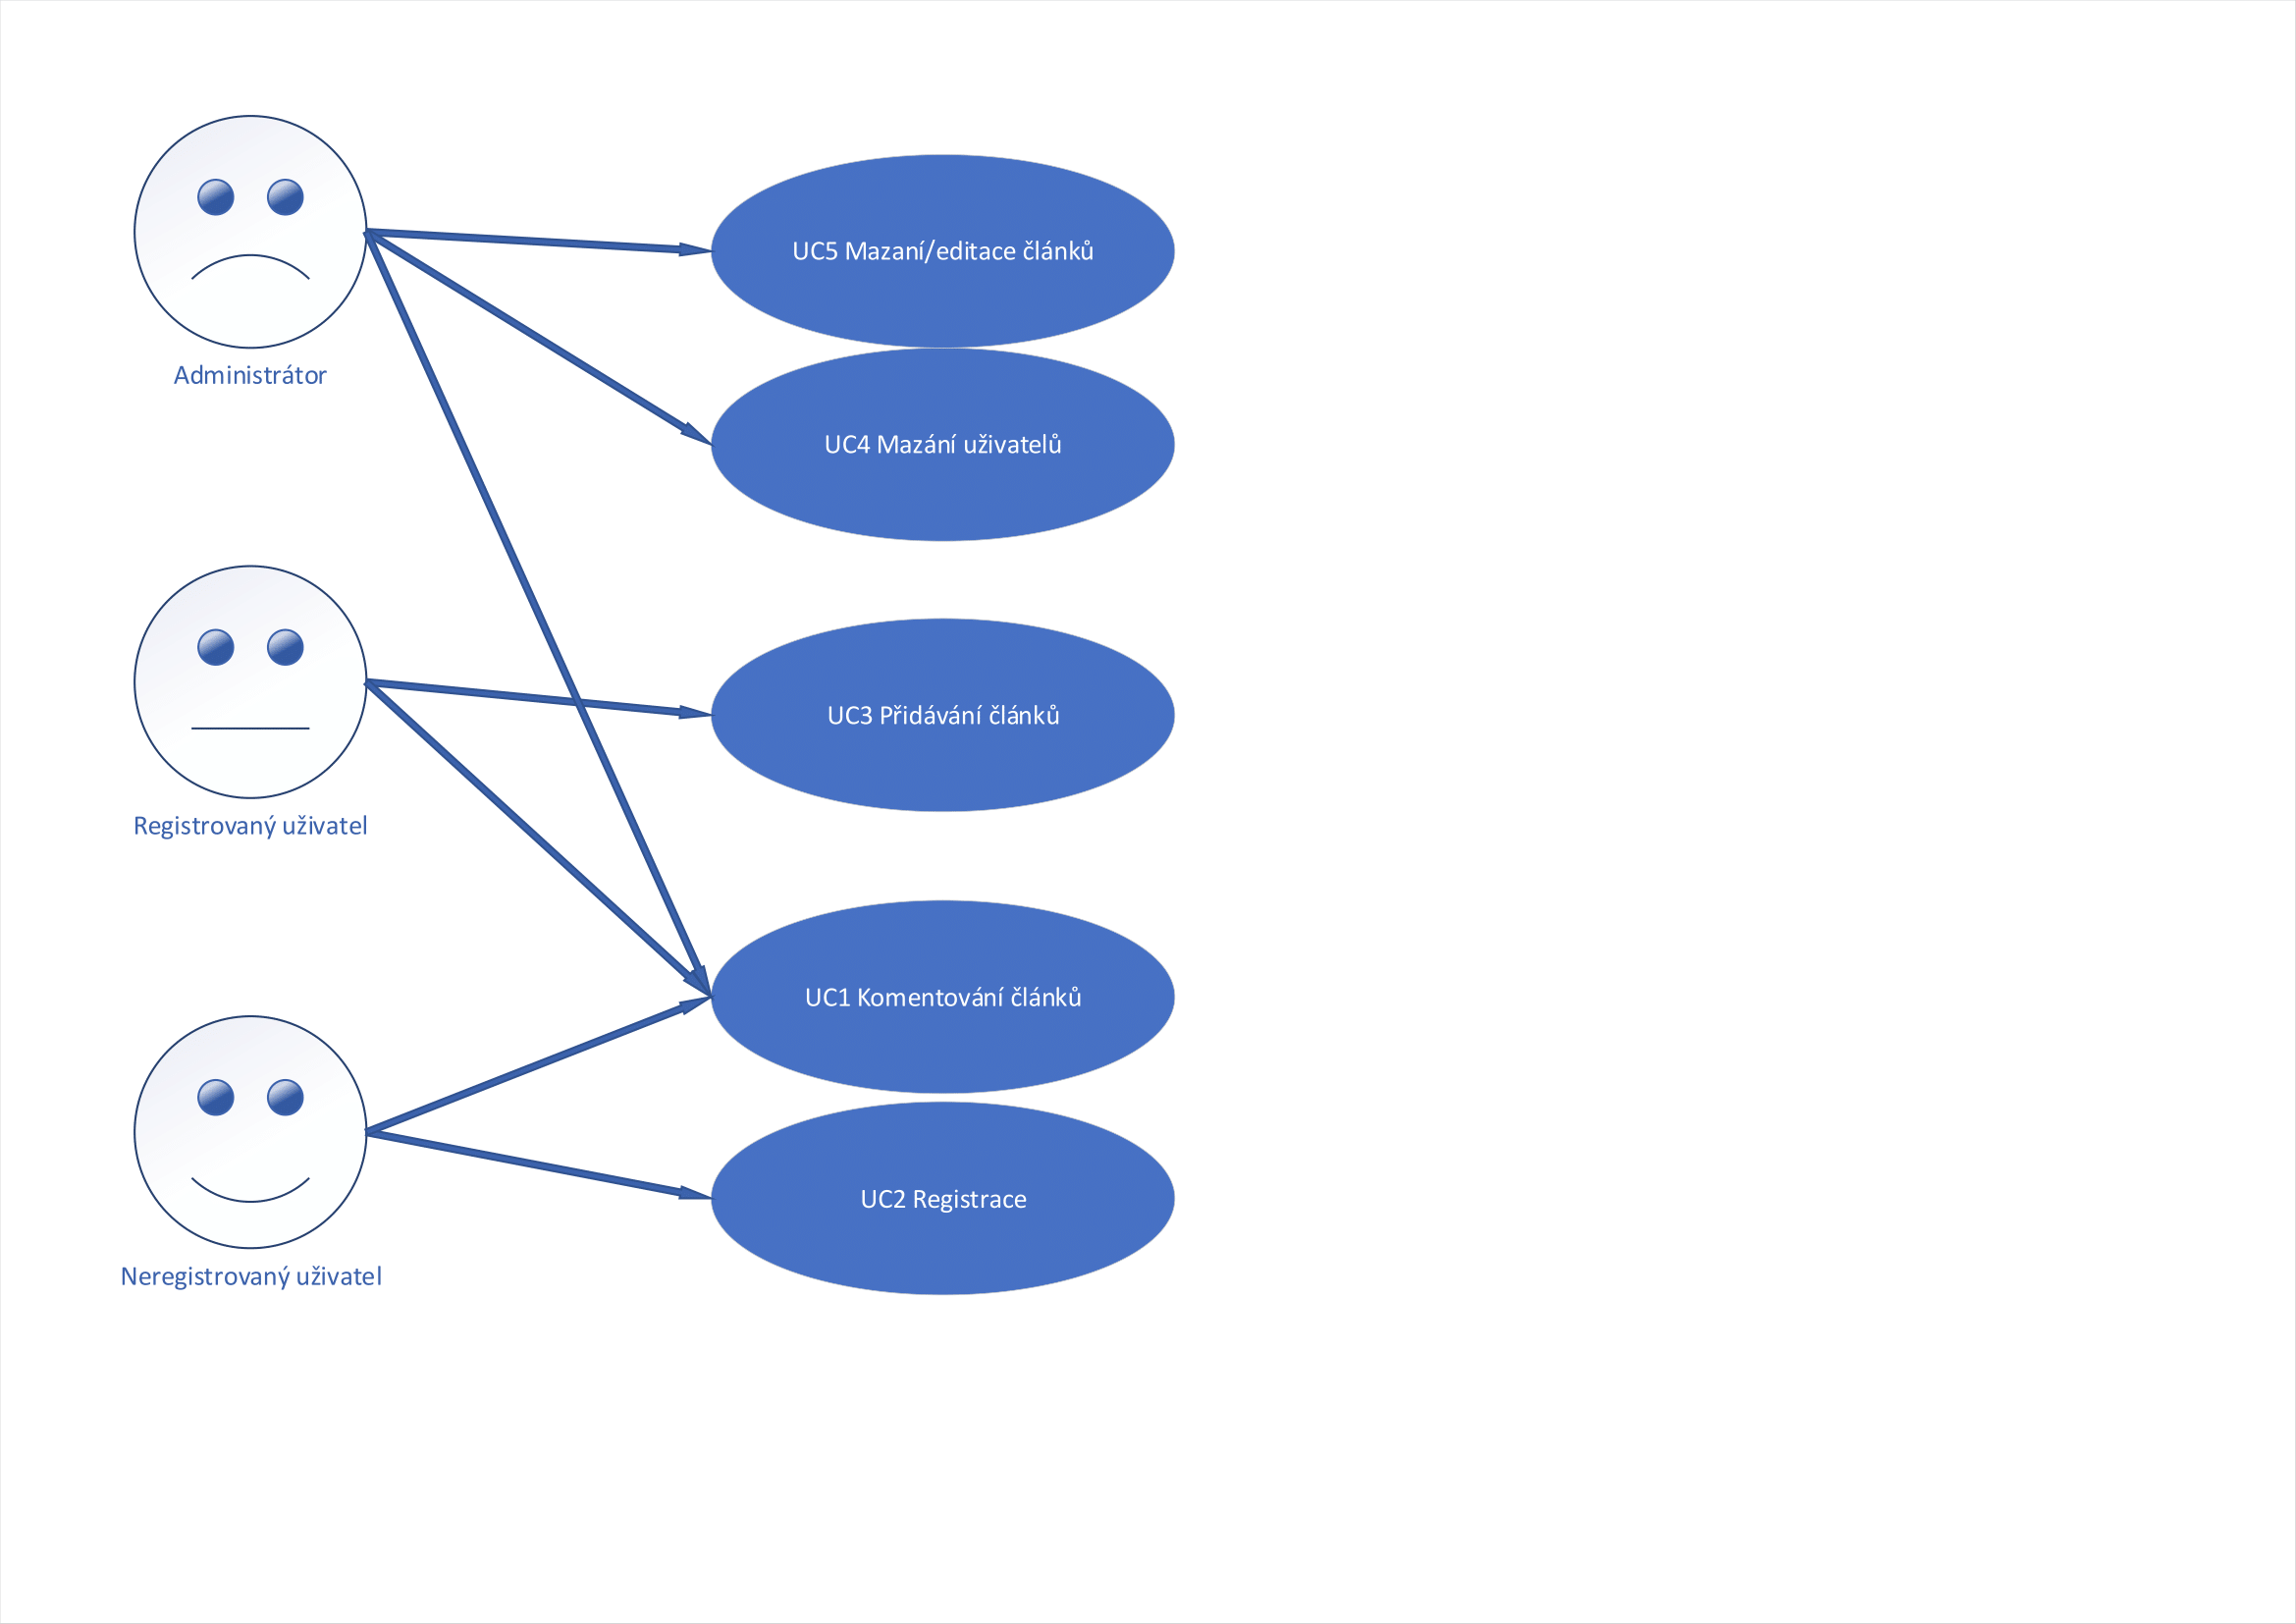 UC5 Mazaní/editace článků
Administrátor
UC4 Mazání uživatelů
UC3 Přidávání článků
Registrovaný uživatel
UC1 Komentování článků
UC2 Registrace
Neregistrovaný uživatel